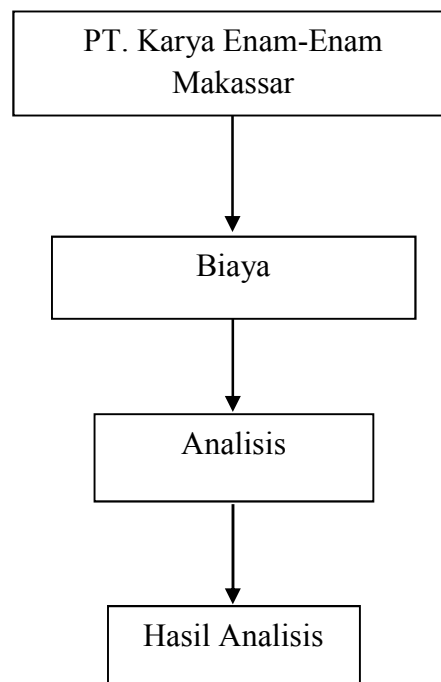 PT. Karya Enam-Enam
Makassar
Biaya
Analisis
Hasil Analisis